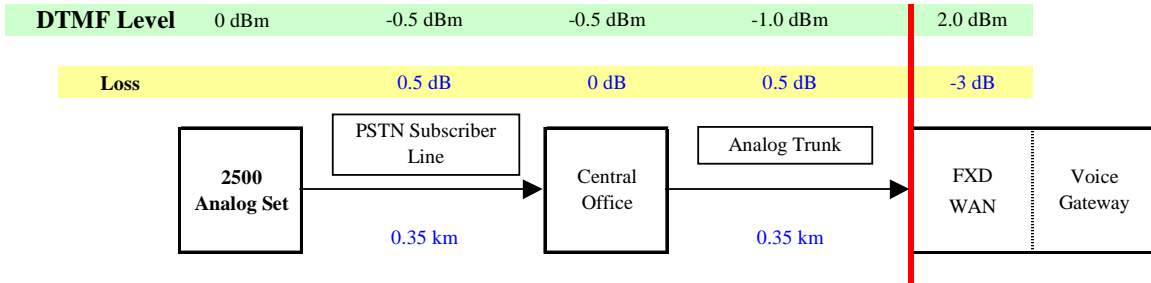 DTMF Level 0 dBm -0.5 dBm -0.5 dBm -1.0 dBm 2.0 dBm
Loss 0.5 dB 0 dB 0.5 dB -3 dB
PSTN Subscriber
Line
Analog Trunk
2500
Analog Set
Central
Office
FXD
WAN
Voice
Gateway
0.35 km 0.35 km